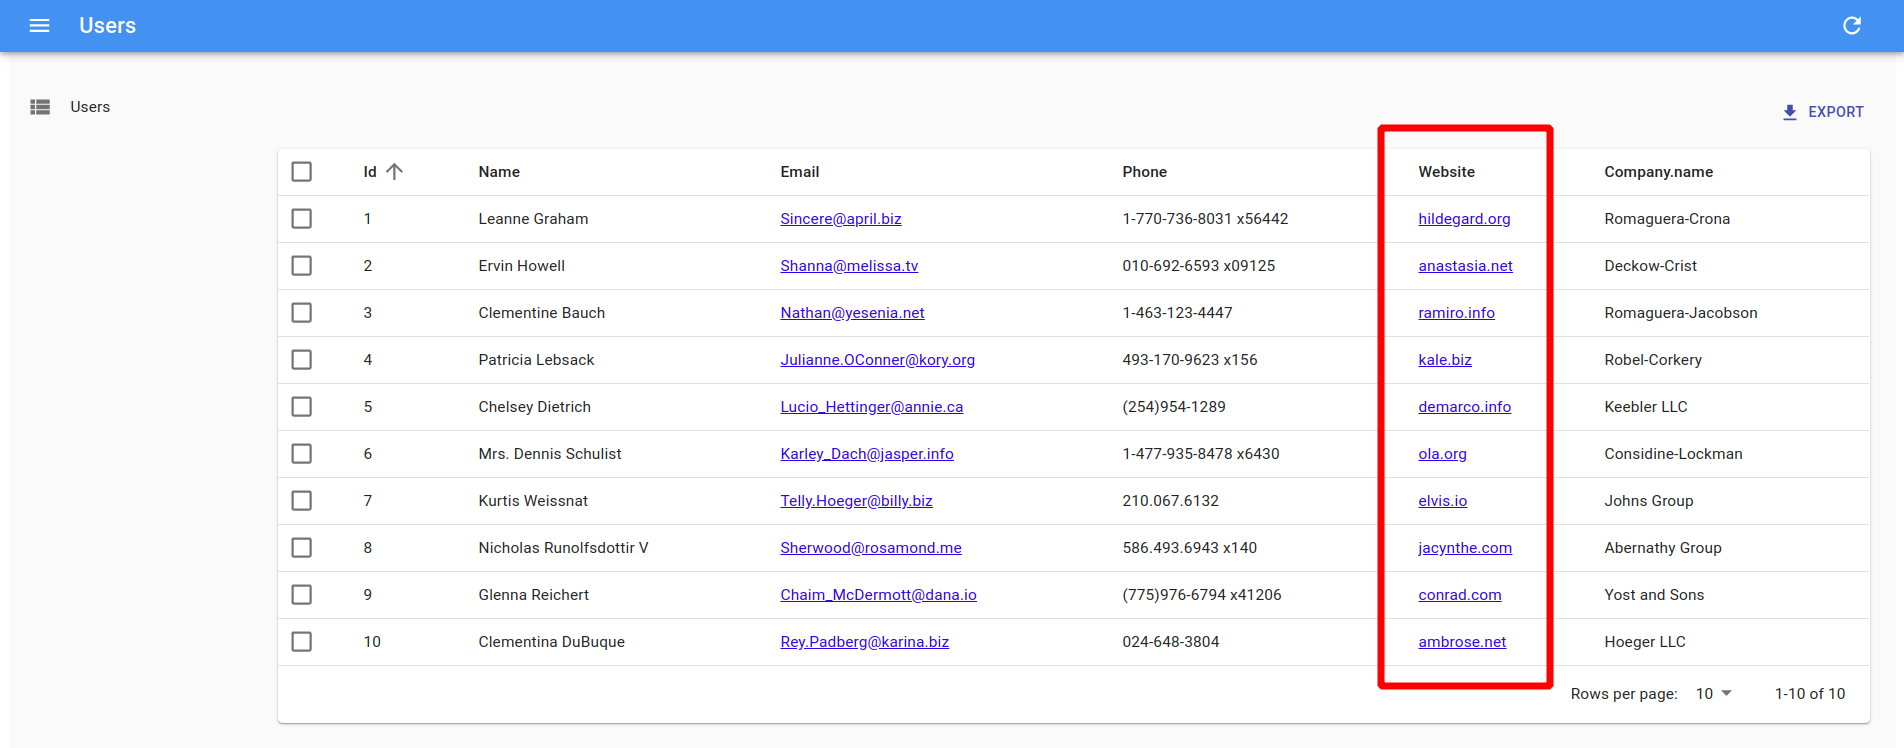 Users
Users
EXPORT
Id Name Email Phone Website Company.name
1 Leanne Graham Sincere@april.biz 1-770-736-8031 x56442 hildegard.org Romaguera-Crona
2 Ervin Howell Shanna@melissa.tv 010-692-6593 x09125 anastasia.net Deckow-Crist
3 Clementine Bauch Nathan@yesenia.net 1-463-123-4447 ramiro.info Romaguera-Jacobson
4 Patricia Lebsack Julianne.OConner@kory.org 493-170-9623 x156 kale.biz Robel-Corkery
5 Chelsey Dietrich Lucio_Hettinger@annie.ca (254)954-1289 demarco.info Keebler LLC
6 Mrs. Dennis Schulist Karley_Dach@jasper.info 1-477-935-8478 x6430 ola.org Considine-Lockman
7 Kurtis Weissnat Telly.Hoeger@billy.biz 210.067.6132 elvis.io Johns Group
8 Nicholas Runolfsdottir V Sherwood@rosamond.me 586.493.6943 x140 jacynthe.com Abernathy Group
9 Glenna Reichert Chaim_McDermott@dana.io (775)976-6794 x41206 conrad.com Yost and Sons
10 Clementina DuBuque Rey.Padberg@karina.biz 024-648-3804 ambrose.net Hoeger LLC
Rows per page: 10 1-10 of 10